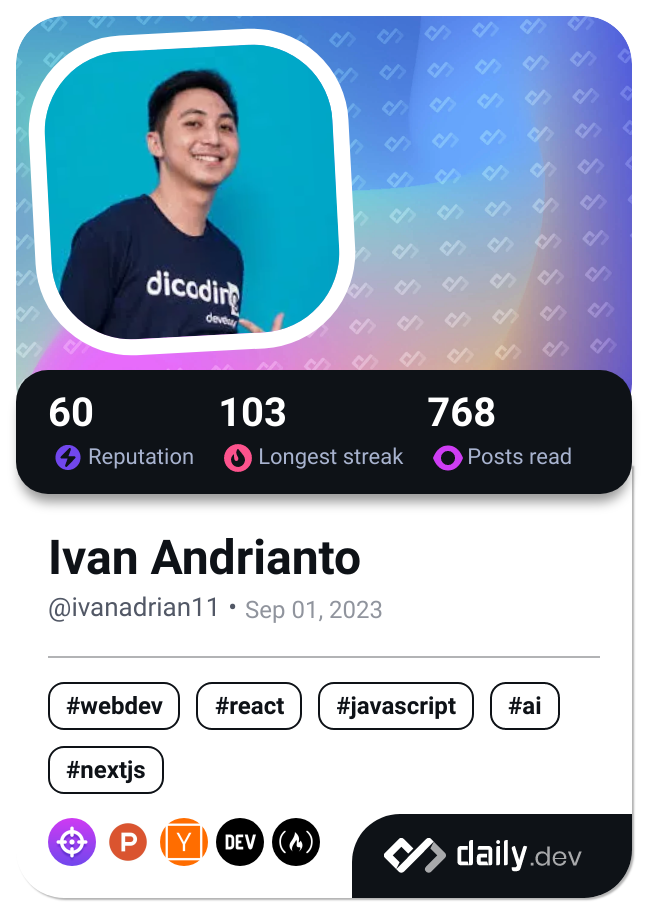 dicoding
60
103
768
Reputation
Longest streak
Posts read
Ivan Andrianto
@ivanadrian11 • Sep 01, 2023
#webdev
#react
#javascript
#ai
#nextjs
P
Y
DEV
daily.dev